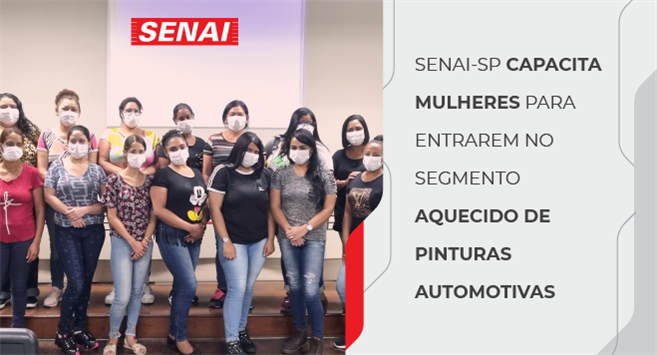 SENAI
SENAI-SP CAPACITA
MULHERES PARA
ENTRAREM NO
SEGMENTO
AQUECIDO DE
PINTURAS
AUTOMOTIVAS